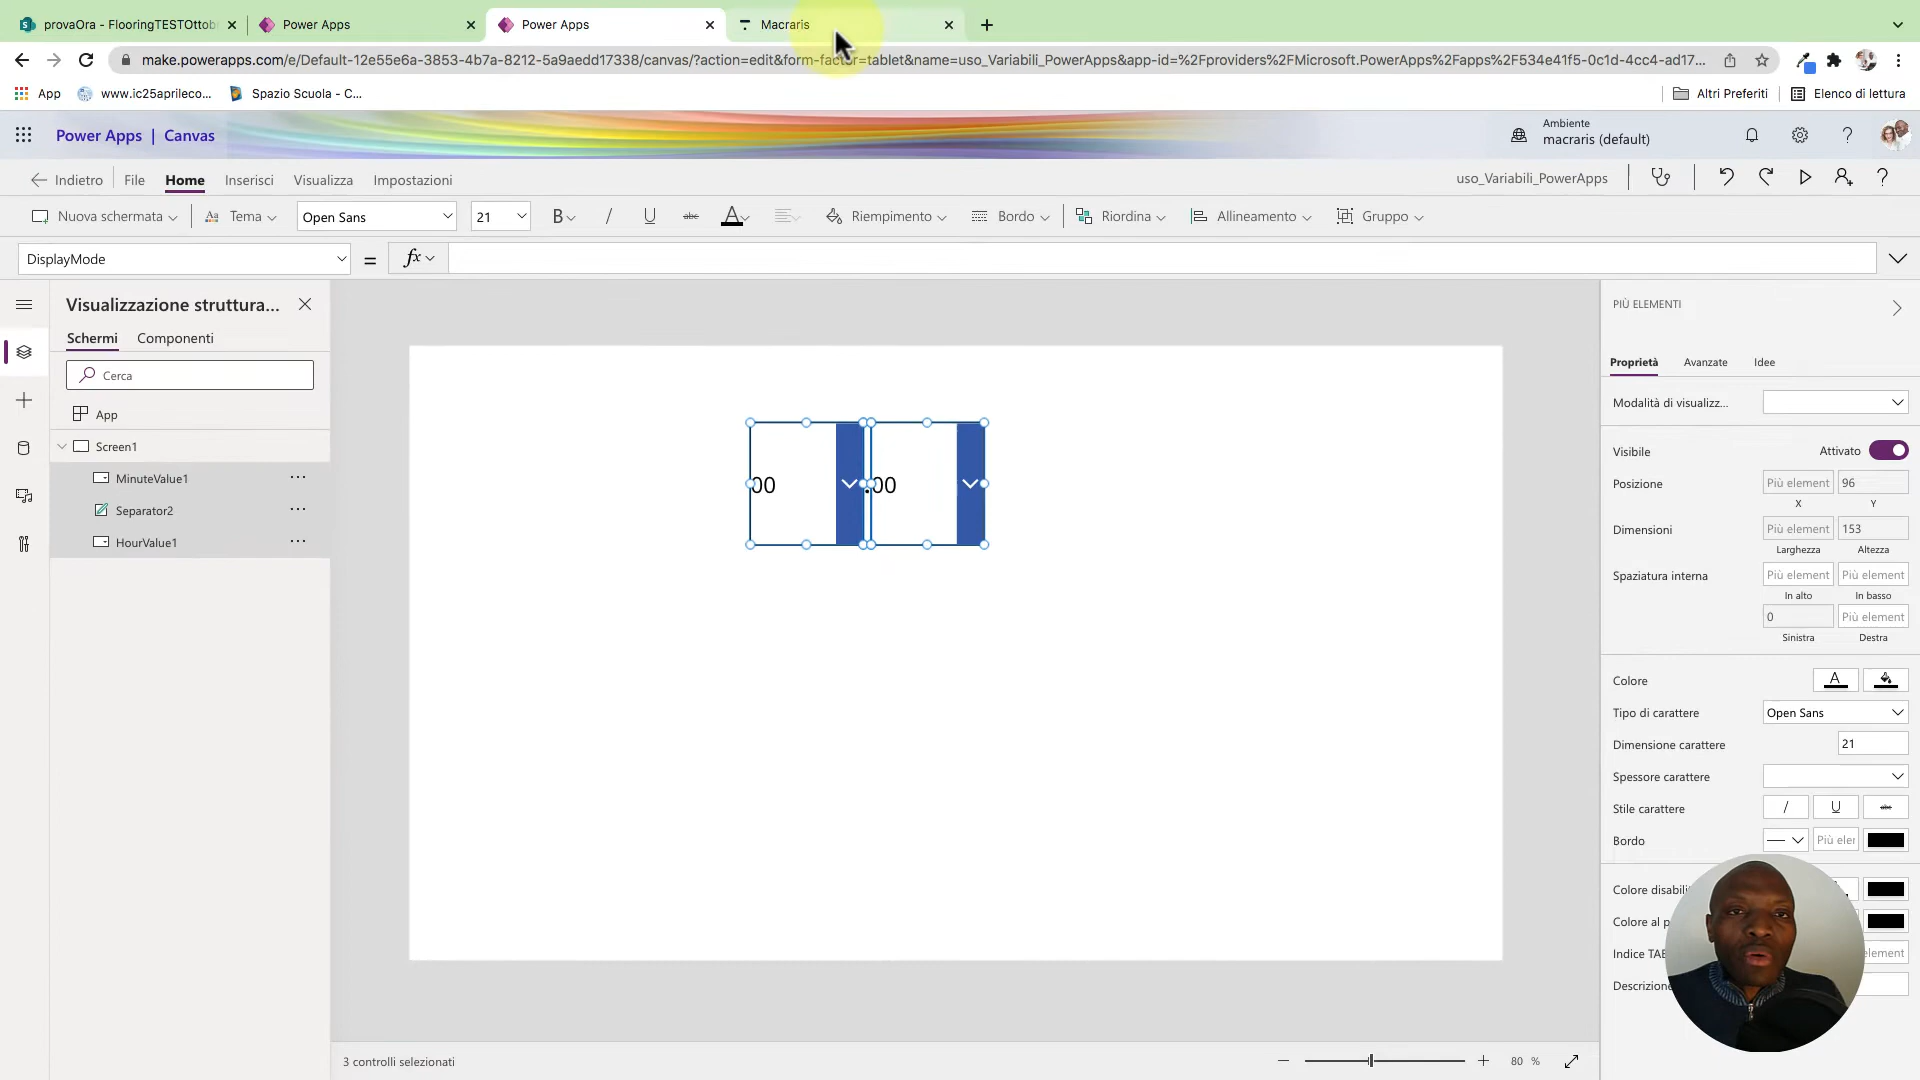 provaOra - FlooringTESTOttob
Power Apps
Power Apps
Macraris
make.powerapps.com/e/Default-12e55e6a-3853-4b7a-8212-5a9aedd17338/canvas/?action=edit&form-factor=tablet&name=uso_Variabili_PowerApps&app-id=%2Fproviders%2FMicrosoft.PowerApps%2Fapps%2F534e41f5-0c1d-4cc4-ad17...
App
www.ic25aprileco...
Spazio Scuola - C...
Altri Preferiti
Elenco di lettura
Power Apps | Canvas
Ambiente
macraris (default)
Indietro
File
Home
Inserisci
Visualizza
Impostazioni
uso_Variabili_PowerApps
Nuova schermata
Tema
Open Sans
21
B
/
U
abc
A
Riempimento
Bordo
Riordina
Allineamento
Gruppo
DisplayMode
=
fx
Visualizzazione struttura...
Schermi
Componenti
Cerca
App
Screen1
MinuteValue1
Separator2
HourValue1
00
:
00
PIÙ ELEMENTI
Proprietà
Avanzate
Idee
Modalità di visualizz...
Visibile
Attivato
Posizione
Più element
96
X
Y
Dimensioni
Più element
153
Larghezza
Altezza
Spaziatura interna
Più element
Più element
In alto
In basso
0
Più element
Sinistra
Destra
Colore
A
Tipo di carattere
Open Sans
Dimensione carattere
21
Spessore carattere
Stile carattere
/
U
abc
Bordo
Più eler
Colore disabili
Colore al p
Indice TAB
element
Descrizione
3 controlli selezionati
80 %